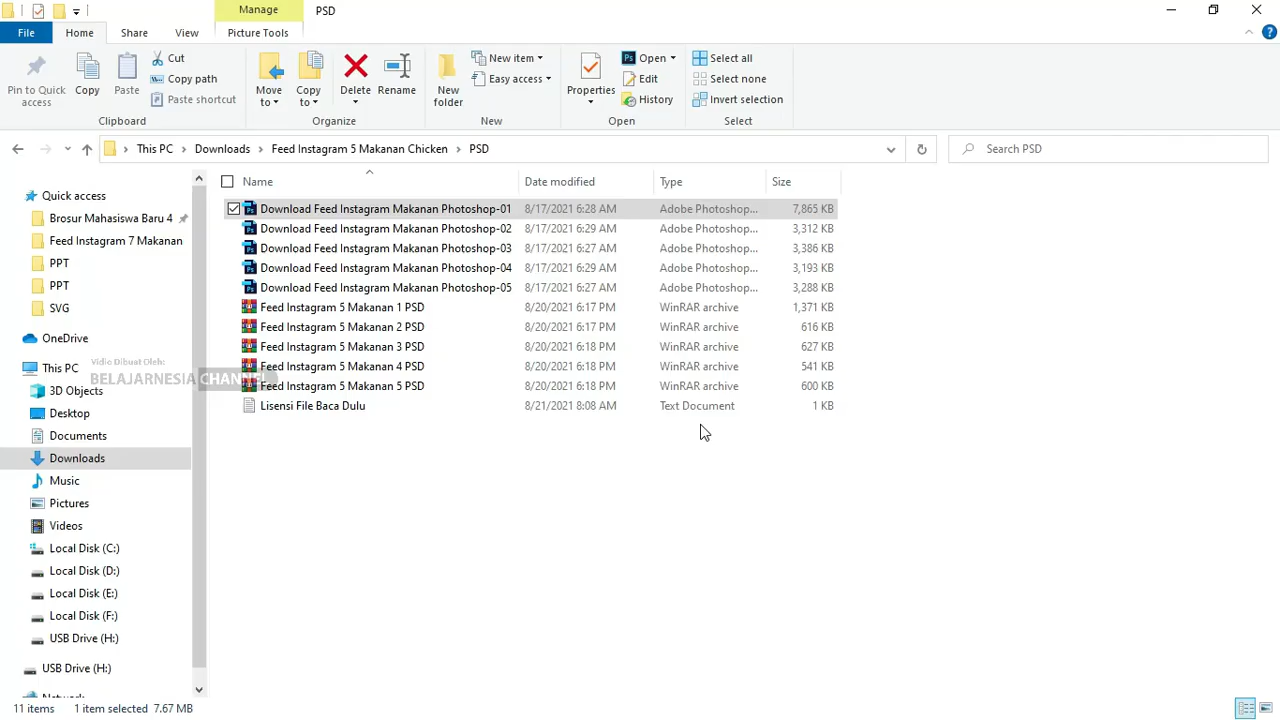 Manage PSD
File Home Share View Picture Tools
Pin to Quick access
Copy
Paste
Cut
Copy path
Paste shortcut
Clipboard
Move to
Copy to
Delete
Rename
Organize
New folder
New item
Easy access
New
Properties
Open
Edit
History
Open
Select all
Select none
Invert selection
Select
This PC Downloads Feed Instagram 5 Makanan Chicken PSD
Search PSD
Name Date modified Type Size
Download Feed Instagram Makanan Photoshop-01 8/17/2021 6:28 AM Adobe Photoshop... 7,865 KB
Download Feed Instagram Makanan Photoshop-02 8/17/2021 6:29 AM Adobe Photoshop... 3,312 KB
Download Feed Instagram Makanan Photoshop-03 8/17/2021 6:27 AM Adobe Photoshop... 3,386 KB
Download Feed Instagram Makanan Photoshop-04 8/17/2021 6:29 AM Adobe Photoshop... 3,193 KB
Download Feed Instagram Makanan Photoshop-05 8/17/2021 6:27 AM Adobe Photoshop... 3,288 KB
Feed Instagram 5 Makanan 1 PSD 8/20/2021 6:17 PM WinRAR archive 1,371 KB
Feed Instagram 5 Makanan 2 PSD 8/20/2021 6:17 PM WinRAR archive 616 KB
Feed Instagram 5 Makanan 3 PSD 8/20/2021 6:17 PM WinRAR archive 627 KB
Feed Instagram 5 Makanan 4 PSD 8/20/2021 6:18 PM WinRAR archive 541 KB
Feed Instagram 5 Makanan 5 PSD 8/20/2021 6:18 PM WinRAR archive 600 KB
Lisensi File Baca Dulu 8/21/2021 8:08 AM Text Document 1 KB
Quick access
Brosur Mahasiswa Baru 4
Feed Instagram 7 Makanan
PPT
PPT
SVG
OneDrive
This PC
Vidio Dibuat Oleh:
BELAJARNESIA CHANNEL
3D Objects
Desktop
Documents
Downloads
Music
Pictures
Videos
Local Disk (C:)
Local Disk (D:)
Local Disk (E:)
Local Disk (F:)
USB Drive (H:)
USB Drive (H:)
Network
11 items 1 item selected 7.67 MB